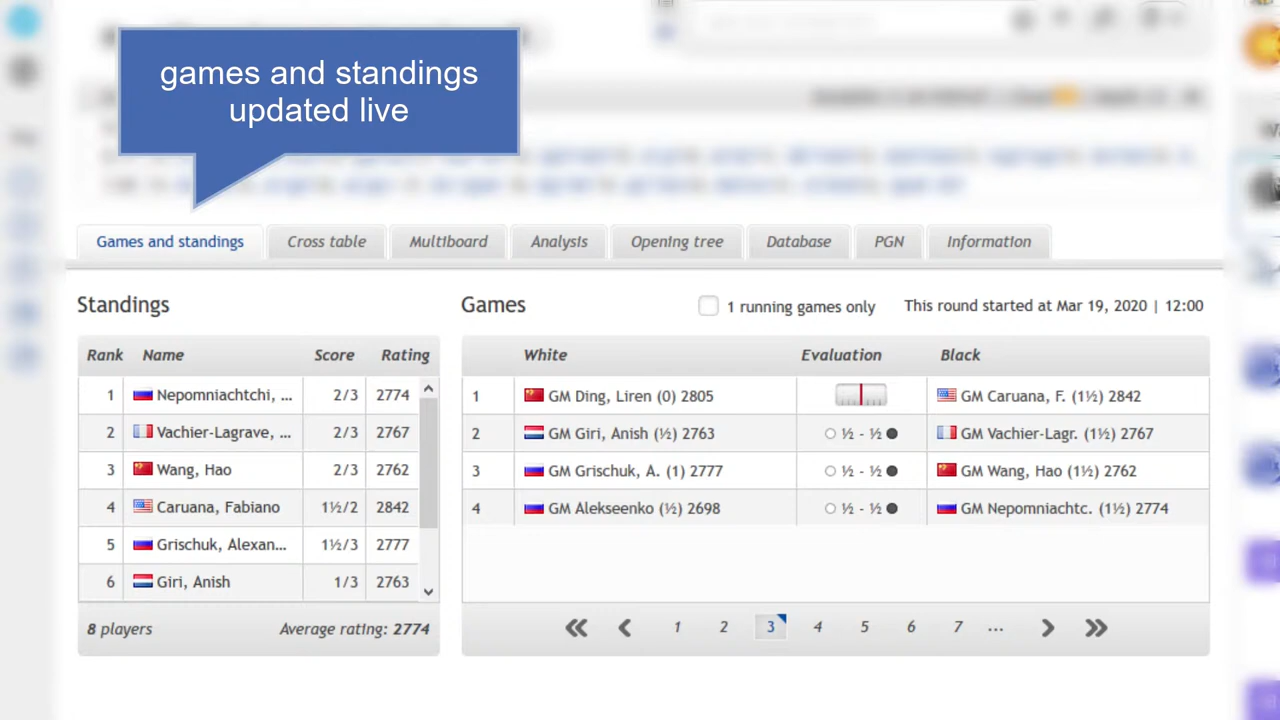 games and standings
updated live
Games and standings Cross table Multiboard Analysis Opening tree Database PGN Information
Standings
Rank Name Score Rating
1 Nepomniachtchi, ... 2/3 2774
2 Vachier-Lagrave, ... 2/3 2767
3 Wang, Hao 2/3 2762
4 Caruana, Fabiano 1½/2 2842
5 Grischuk, Alexan... 1½/3 2777
6 Giri, Anish 1/3 2763
8 players Average rating: 2774
Games 1 running games only This round started at Mar 19, 2020 | 12:00
White Evaluation Black
1 GM Ding, Liren (0) 2805 GM Caruana, F. (1½) 2842
2 GM Giri, Anish (½) 2763 ½ - ½ GM Vachier-Lagr. (1½) 2767
3 GM Grischuk, A. (1) 2777 ½ - ½ GM Wang, Hao (1½) 2762
4 GM Alekseenko (½) 2698 ½ - ½ GM Nepomniachtc. (1½) 2774
1 2 3 4 5 6 7 ...